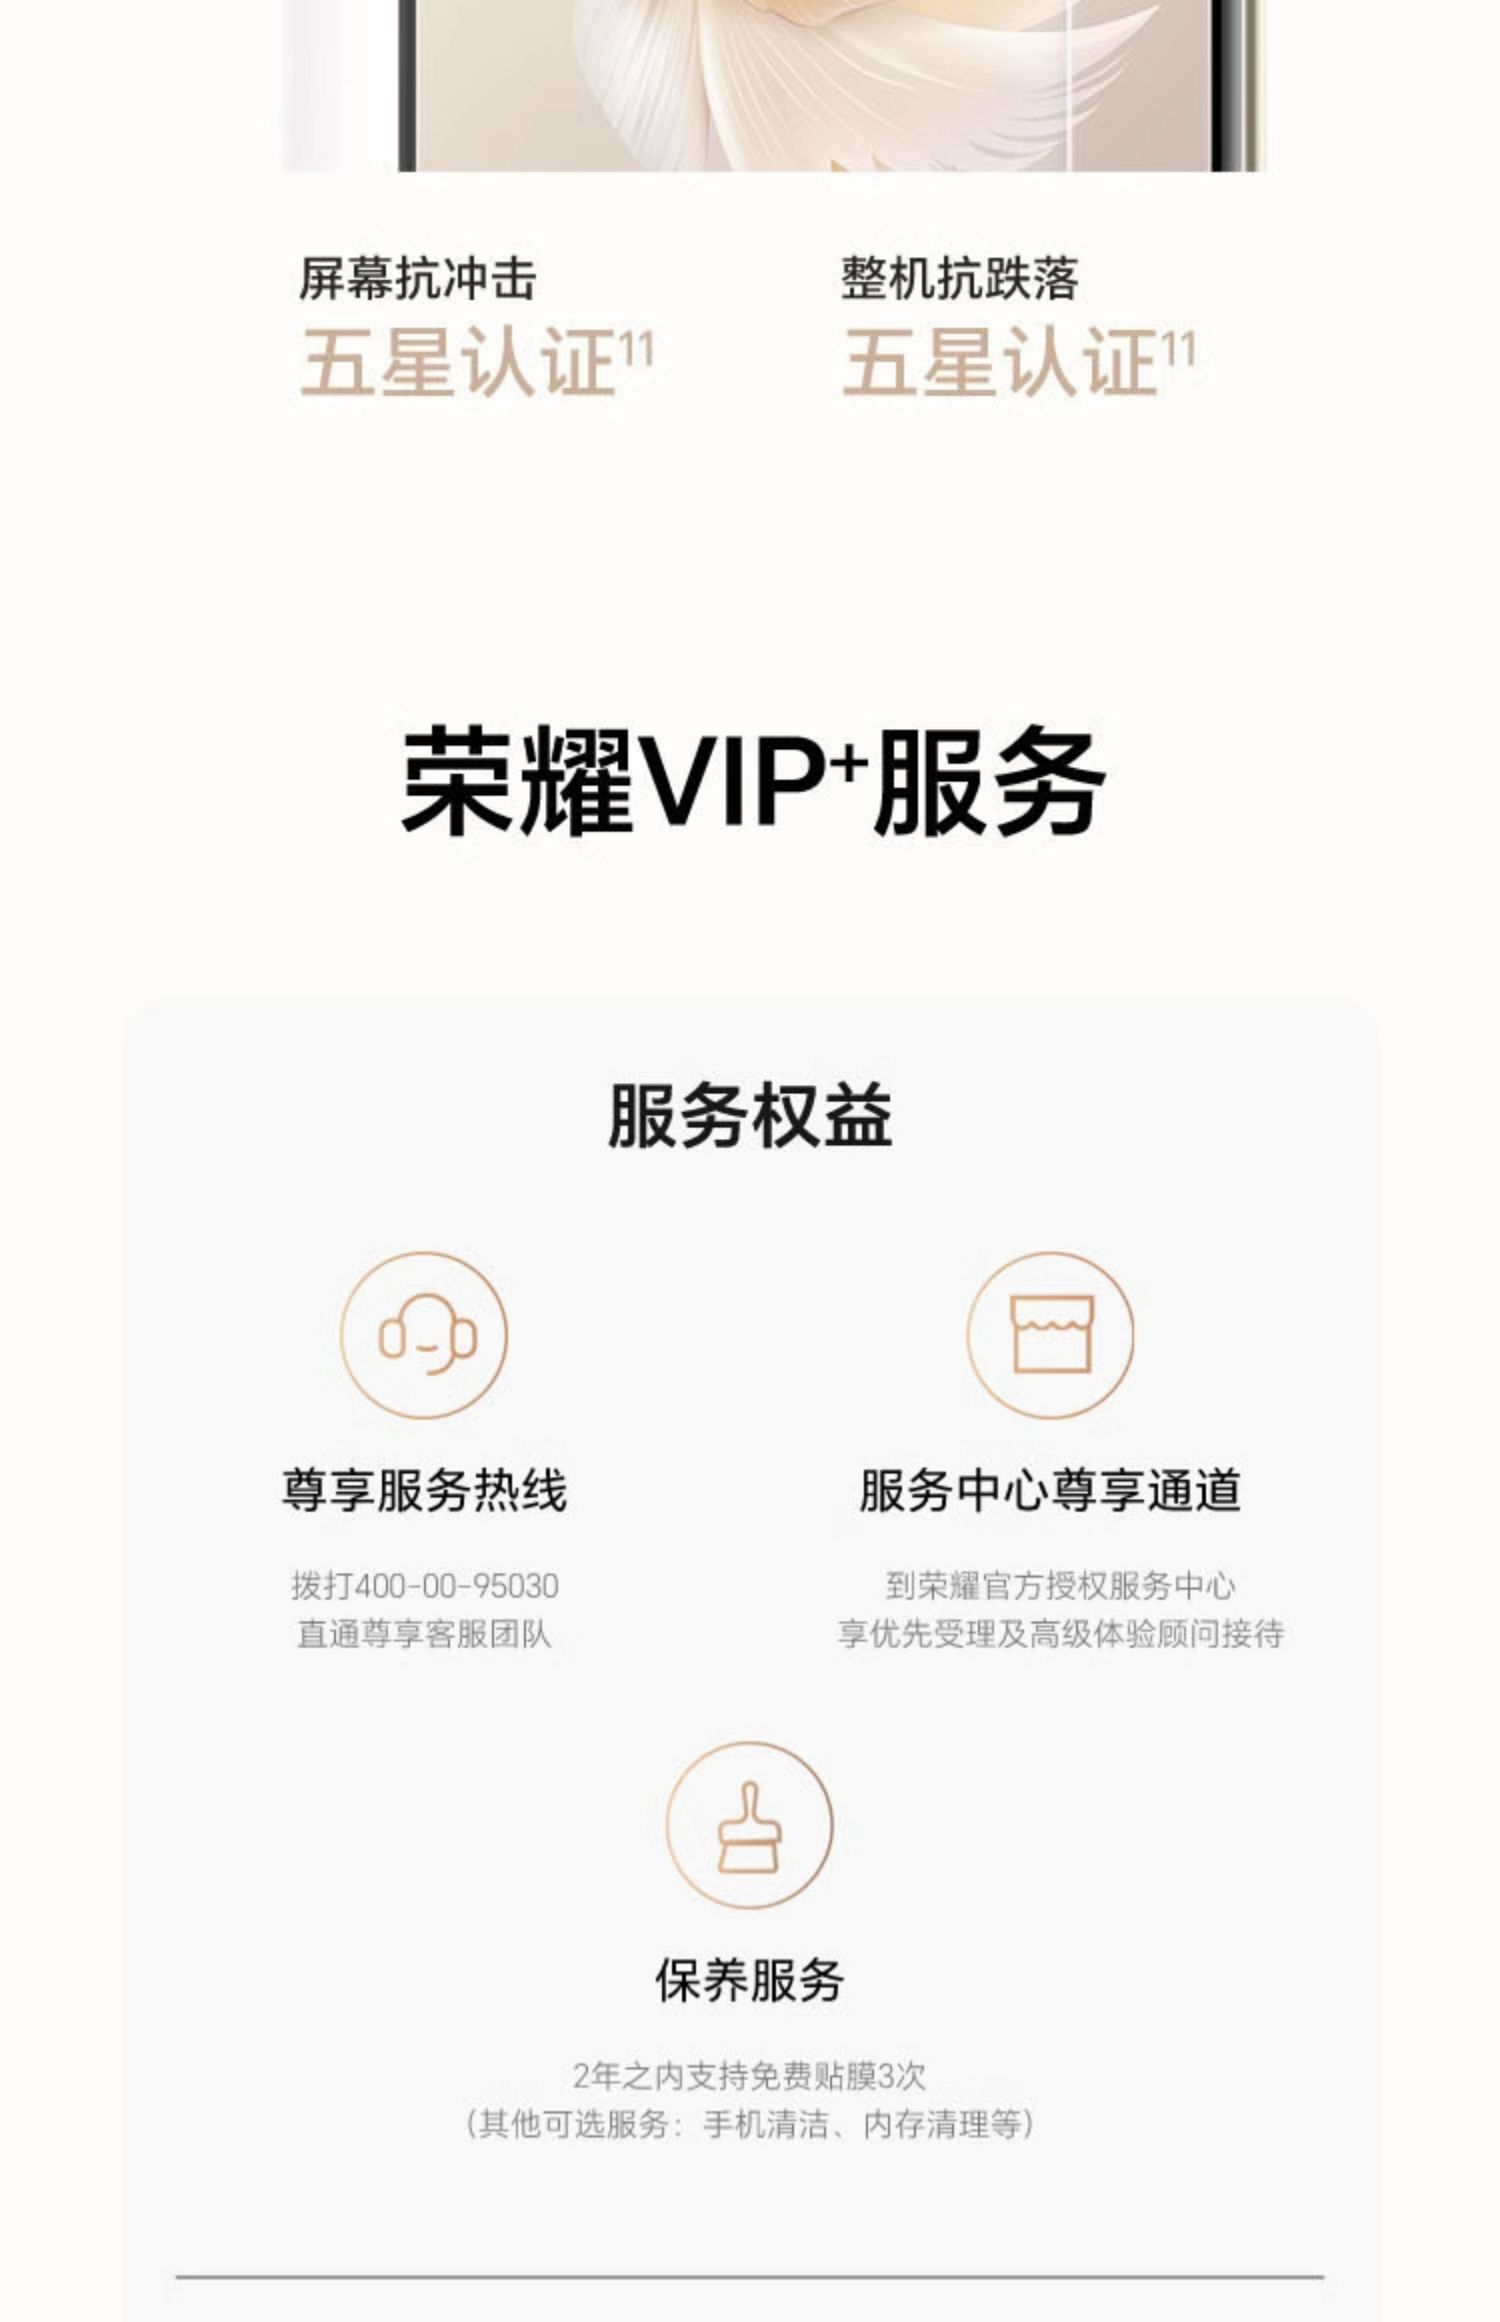 屏幕抗冲击
五星认证11
整机抗跌落
五星认证11
荣耀VIP+服务
服务权益
尊享服务热线
拨打400-00-95030
直通尊享客服团队
服务中心尊享通道
到荣耀官方授权服务中心
享优先受理及高级体验顾问接待
保养服务
2年之内支持免费贴膜3次
（其他可选服务：手机清洁、内存清理等）